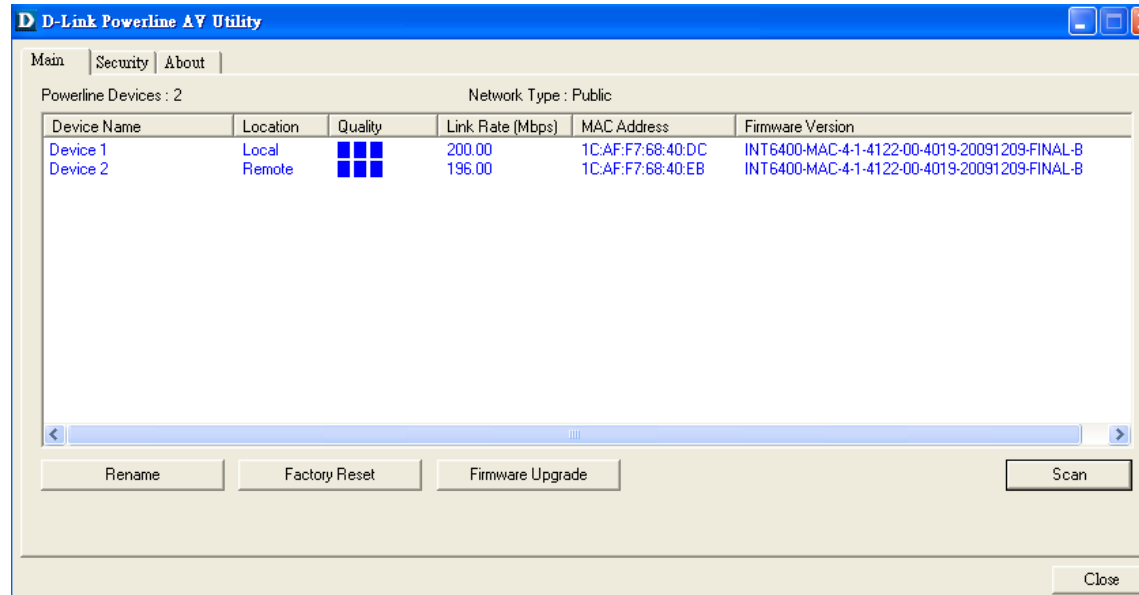 D-Link Powerline AV Utility
Main Security About
Powerline Devices : 2 Network Type : Public
Device Name Location Quality Link Rate (Mbps) MAC Address Firmware Version
Device 1 Local 200.00 1C:AF:F7:68:40:DC INT6400-MAC-4-1-4122-00-4019-20091209-FINAL-B
Device 2 Remote 196.00 1C:AF:F7:68:40:EB INT6400-MAC-4-1-4122-00-4019-20091209-FINAL-B
Rename Factory Reset Firmware Upgrade Scan
Close